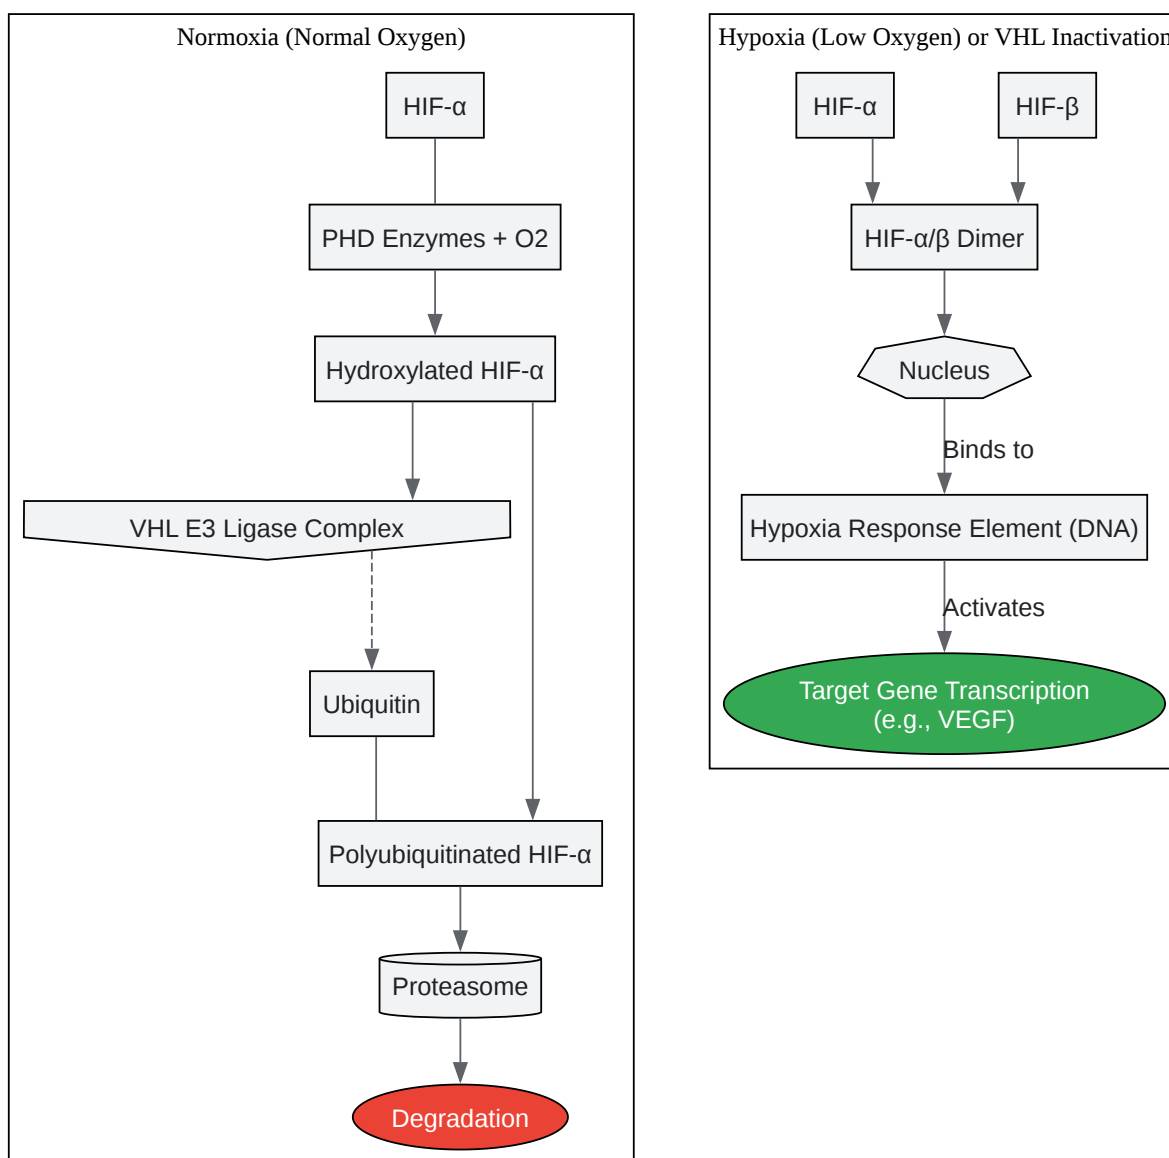 Normoxia (Normal Oxygen)
HIF-α
PHD Enzymes + O2
Hydroxylated HIF-α
VHL E3 Ligase Complex
Ubiquitin
Polyubiquitinated HIF-α
Proteasome
Degradation
Hypoxia (Low Oxygen) or VHL Inactivation
HIF-α
HIF-β
HIF-α/β Dimer
Nucleus
Binds to
Hypoxia Response Element (DNA)
Activates
Target Gene Transcription
(e.g., VEGF)